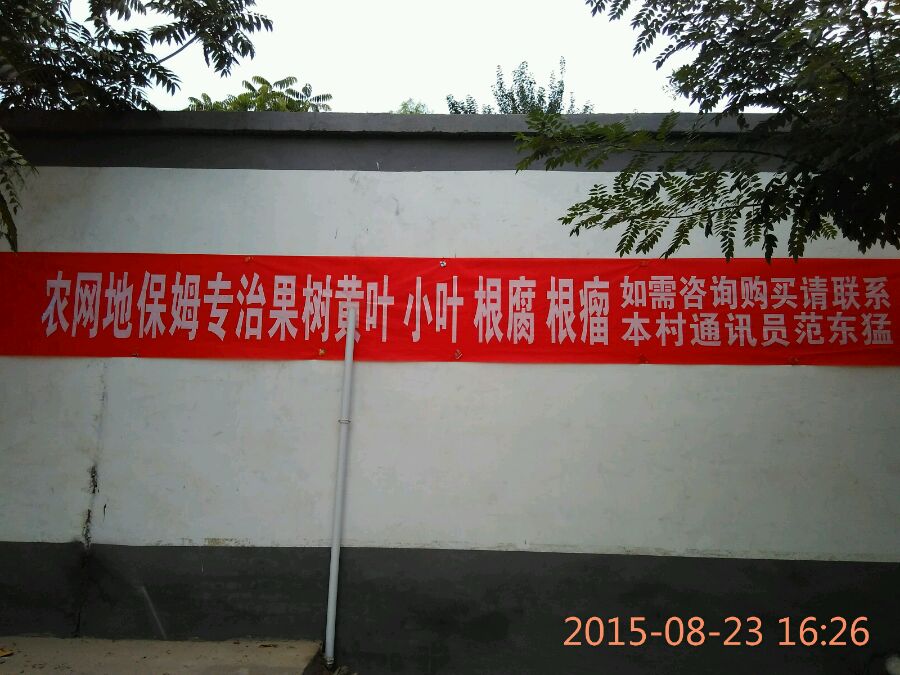 农网地保姆专治果树黄叶 小叶 根腐 根瘤
如需咨询购买请联系
本村通讯员范东猛
2015-08-23 16:26